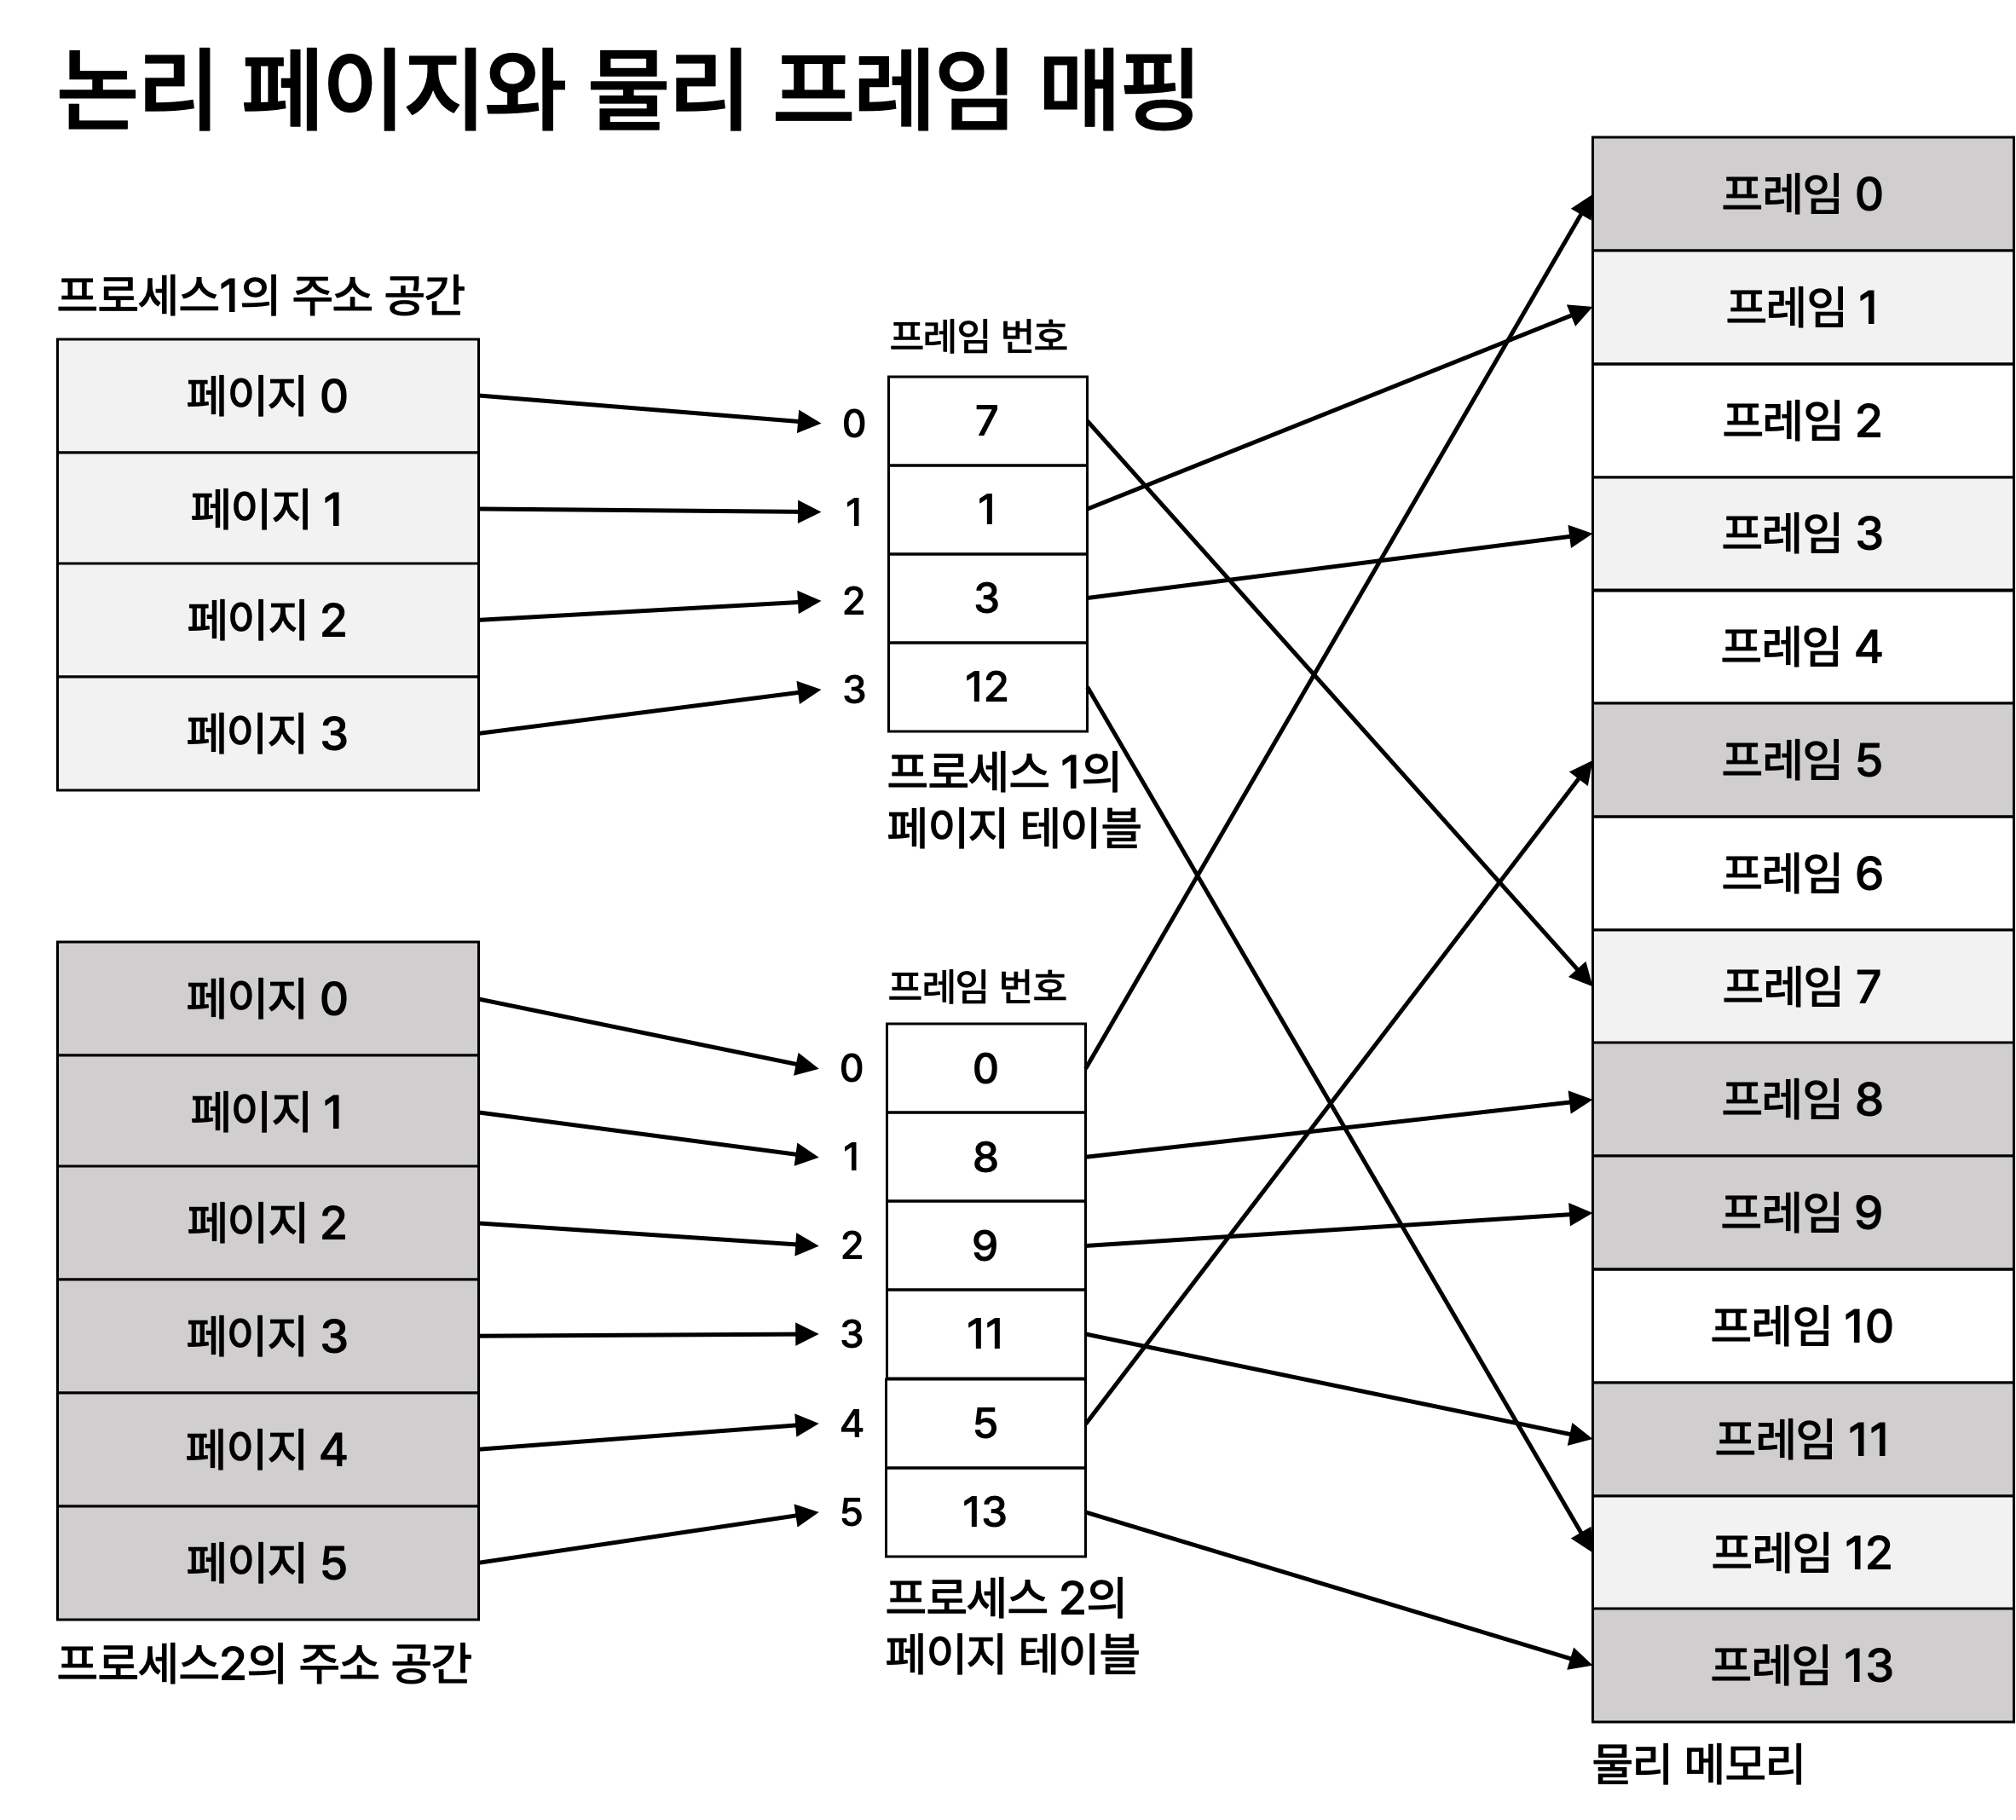 논리 페이지와 물리 프레임 매핑
프로세스1의 주소 공간
페이지 0
페이지 1
페이지 2
페이지 3
프레임 번호
0 7
1 1
2 3
3 12
프로세스 1의
페이지 테이블
페이지 0
페이지 1
페이지 2
페이지 3
페이지 4
페이지 5
프로세스2의 주소 공간
프레임 번호
0 0
1 8
2 9
3 11
4 5
5 13
프로세스 2의
페이지 테이블
프레임 0
프레임 1
프레임 2
프레임 3
프레임 4
프레임 5
프레임 6
프레임 7
프레임 8
프레임 9
프레임 10
프레임 11
프레임 12
프레임 13
물리 메모리